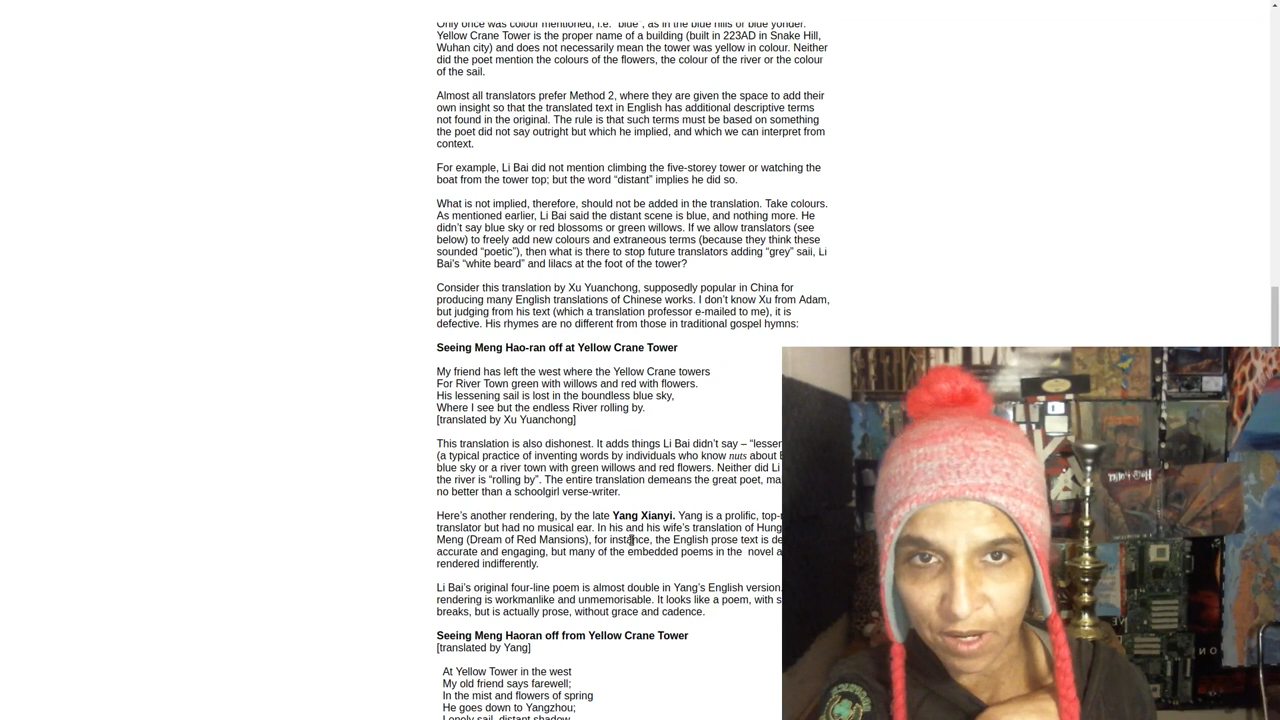 Only once was colour mentioned, i.e. “blue”, as in the blue hills or blue yonder.
Yellow Crane Tower is the proper name of a building (built in 223AD in Snake Hill,
Wuhan city) and does not necessarily mean the tower was yellow in colour. Neither
did the poet mention the colours of the flowers, the colour of the river or the colour
of the sail.
Almost all translators prefer Method 2, where they are given the space to add their
own insight so that the translated text in English has additional descriptive terms
not found in the original. The rule is that such terms must be based on something
the poet did not say outright but which he implied, and which we can interpret from
context.
For example, Li Bai did not mention climbing the five-storey tower or watching the
boat from the tower top; but the word “distant” implies he did so.
What is not implied, therefore, should not be added in the translation. Take colours.
As mentioned earlier, Li Bai said the distant scene is blue, and nothing more. He
didn’t say blue sky or red blossoms or green willows. If we allow translators (see
below) to freely add new colours and extraneous terms (because they think these
sounded “poetic”), then what is there to stop future translators adding “grey” sail, Li
Bai’s “white beard” and lilacs at the foot of the tower?
Consider this translation by Xu Yuanchong, supposedly popular in China for
producing many English translations of Chinese works. I don’t know Xu from Adam,
but judging from his text (which a translation professor e-mailed to me), it is
defective. His rhymes are no different from those in traditional gospel hymns:
Seeing Meng Hao-ran off at Yellow Crane Tower
My friend has left the west where the Yellow Crane towers
For River Town green with willows and red with flowers.
His lessening sail is lost in the boundless blue sky,
Where I see but the endless River rolling by.
[translated by Xu Yuanchong]
This translation is also dishonest. It adds things Li Bai didn’t say – “lessen
(a typical practice of inventing words by individuals who know nuts about E
blue sky or a river town with green willows and red flowers. Neither did Li
the river is “rolling by”. The entire translation demeans the great poet, ma
no better than a schoolgirl verse-writer.
Here’s another rendering, by the late Yang Xianyi. Yang is a prolific, top-
translator but had no musical ear. In his and his wife’s translation of Hung
Meng (Dream of Red Mansions), for instance, the English prose text is de
accurate and engaging, but many of the embedded poems in the novel a
rendered indifferently.
Li Bai’s original four-line poem is almost double in Yang’s English version.
rendering is workmanlike and unmemorisable. It looks like a poem, with s
breaks, but is actually prose, without grace and cadence.
Seeing Meng Haoran off from Yellow Crane Tower
[translated by Yang]
At Yellow Tower in the west
My old friend says farewell;
In the mist and flowers of spring
He goes down to Yangzhou;
Lonely sail, distant shadow